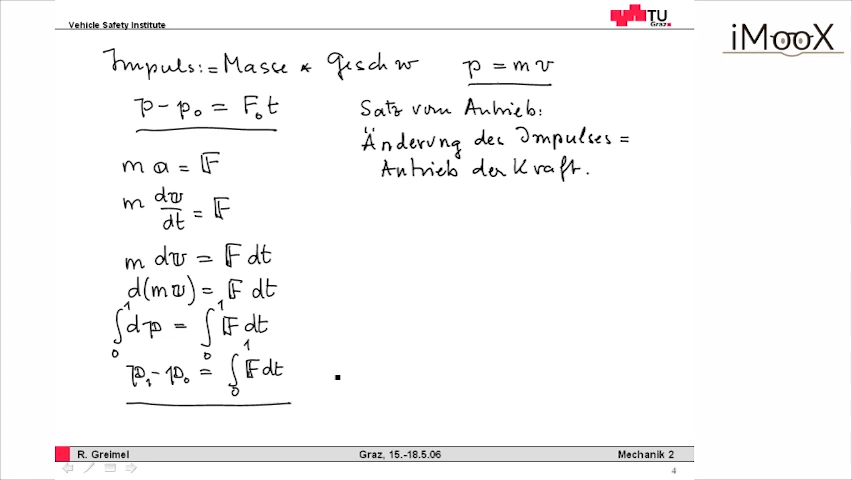 Vehicle Safety Institute
TU
Graz
iMooX
Impuls := Masse * Geschw p = m v
p - p₀ = F₀ t Satz vom Antrieb:
Änderung des Impulses =
Antrieb der Kraft.
m a = 𝔽
m dv/dt = 𝔽
m dv = 𝔽 dt
d(mv) = 𝔽 dt
∫₀¹ dp = ∫₀¹ 𝔽 dt
p₁ - p₀ = ∫₀¹ 𝔽 dt
R. Greimel Graz, 15.-18.5.06 Mechanik 2
4